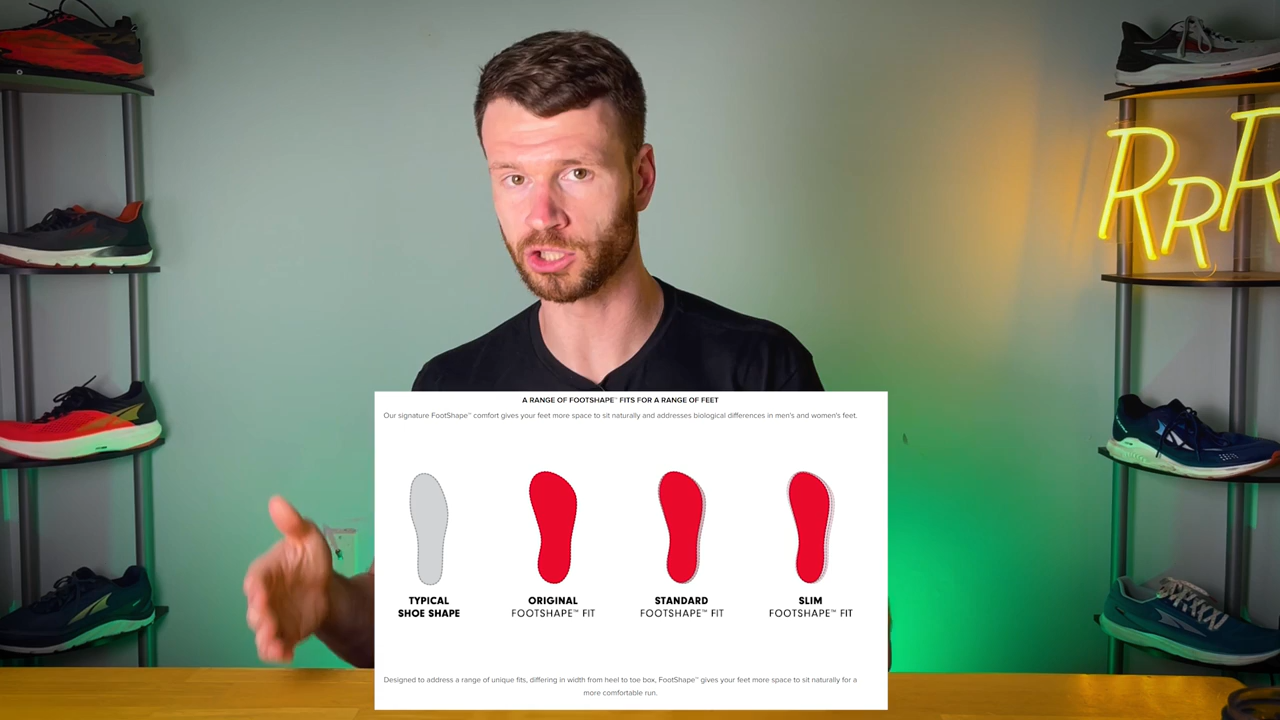 A RANGE OF FOOTSHAPE™ FITS FOR A RANGE OF FEET
Our signature FootShape™ comfort gives your feet more space to sit naturally and addresses biological differences in men's and women's feet.
TYPICAL
SHOE SHAPE
ORIGINAL
FOOTSHAPE™ FIT
STANDARD
FOOTSHAPE™ FIT
SLIM
FOOTSHAPE™ FIT
Designed to address a range of unique fits, differing in width from heel to toe box, FootShape™ gives your feet more space to sit naturally for a
more comfortable run.
RRR